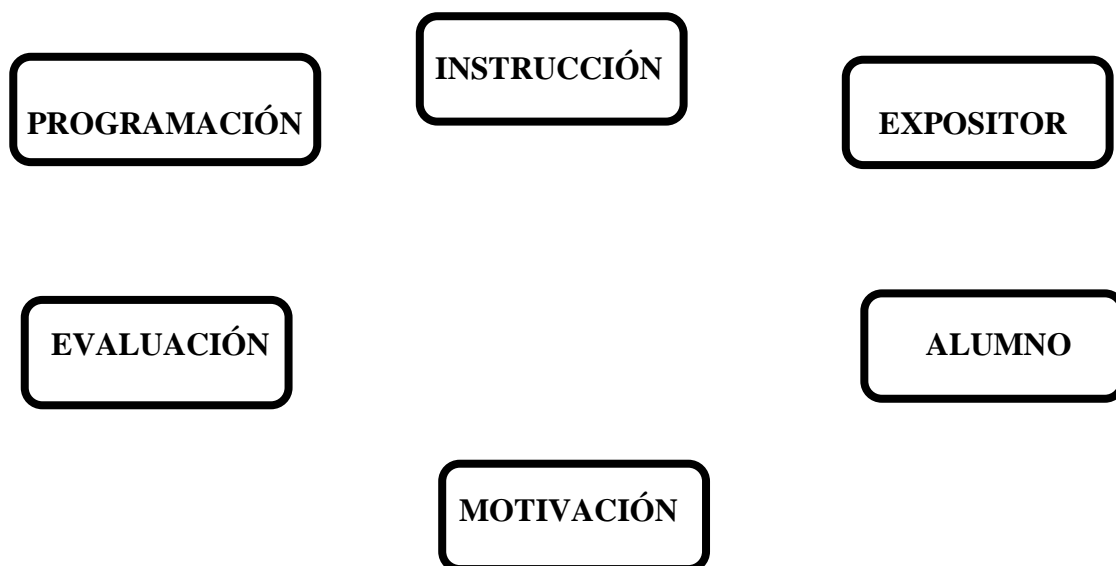 INSTRUCCIÓN
PROGRAMACIÓN
EXPOSITOR
EVALUACIÓN
ALUMNO
MOTIVACIÓN